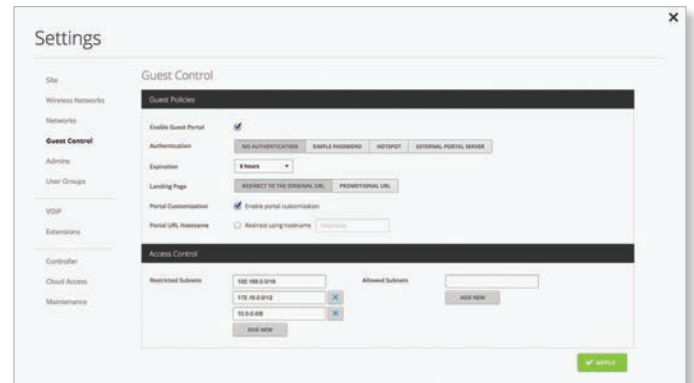 Settings
Site
Wireless Networks
Networks
Guest Control
Admins
User Groups
VOIP
Extensions
Controller
Cloud Access
Maintenance
Guest Control
Guest Policies
Enable Guest Portal
Authentication NO AUTHENTICATION SIMPLE PASSWORD HOTSPOT EXTERNAL PORTAL SERVER
Expiration 8 hours
Landing Page REDIRECT TO THE ORIGINAL URL PROMOTIONAL URL
Portal Customization Enable portal customization
Portal URL Hostname Redirect using hostname
Access Control
Restricted Subnets 192.168.0.0/16 Allowed Subnets
172.16.0.0/12 ADD NEW
10.0.0.0/8
ADD NEW
APPLY